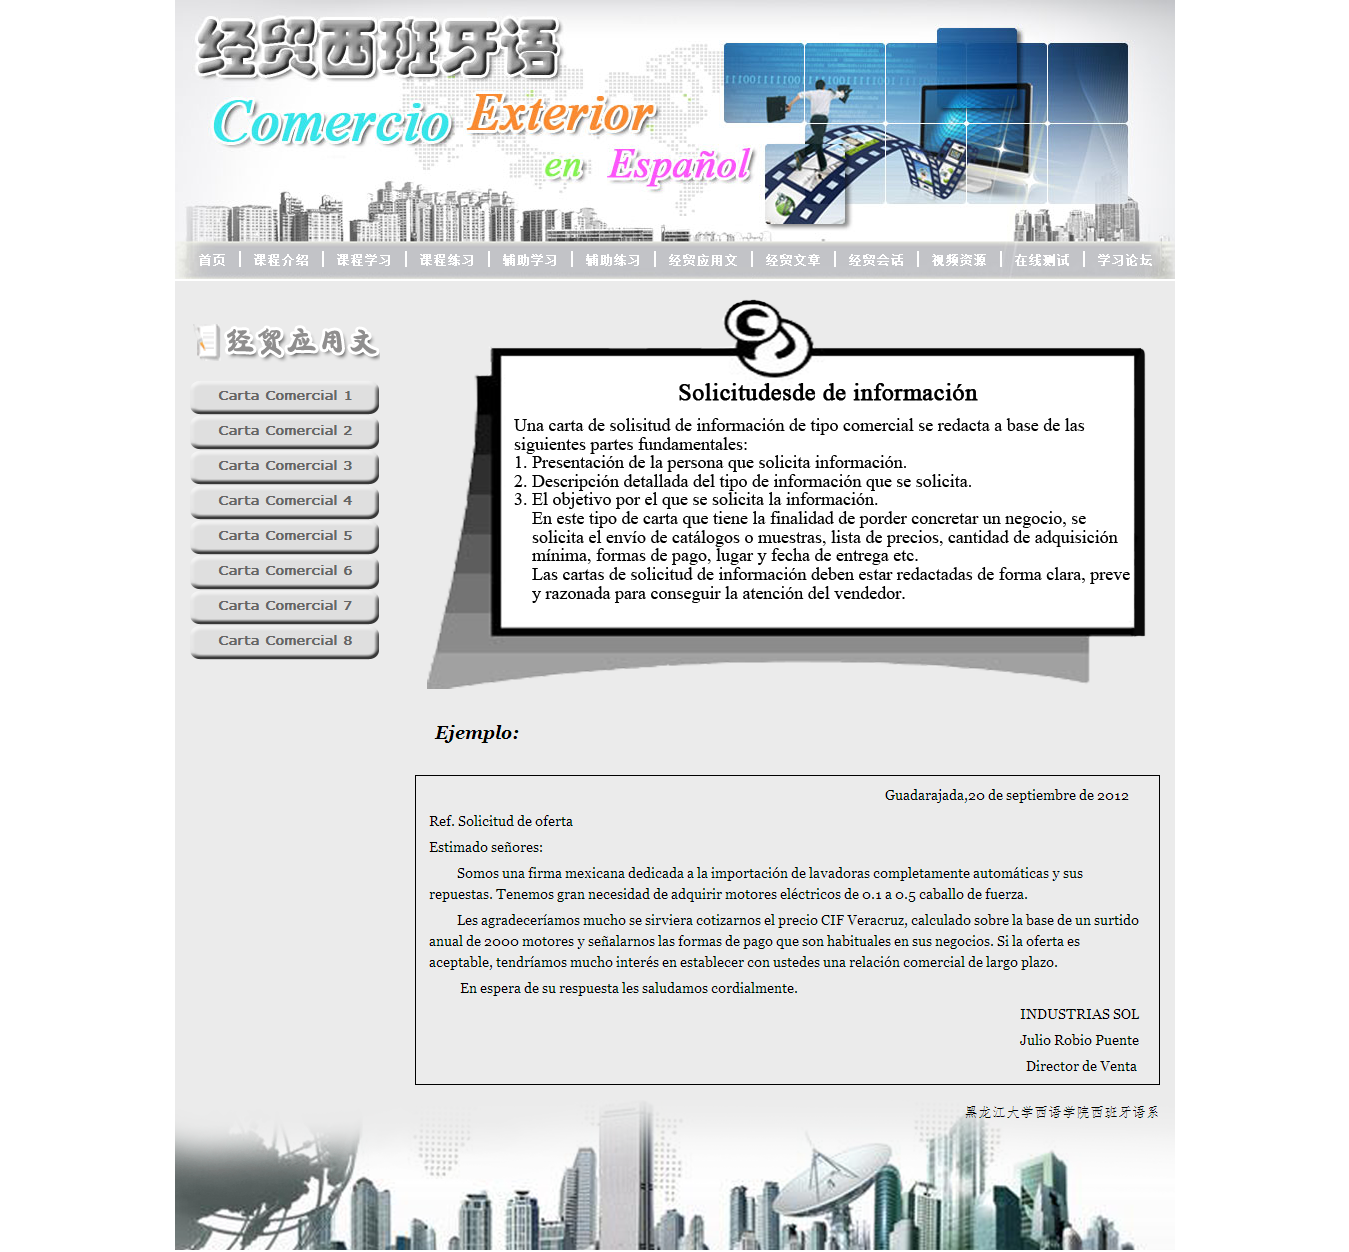 经贸西班牙语
Comercio Exterior
en Español
首页 课程介绍 课程学习 课程练习 辅助学习 辅助练习 经贸应用文 经贸文章 经贸会话 视频资源 在线测试 学习论坛
经贸应用文
Carta Comercial 1
Carta Comercial 2
Carta Comercial 3
Carta Comercial 4
Carta Comercial 5
Carta Comercial 6
Carta Comercial 7
Carta Comercial 8
Solicitudesde de información
Una carta de solisitud de información de tipo comercial se redacta a base de las
siguientes partes fundamentales:
1. Presentación de la persona que solicita información.
2. Descripción detallada del tipo de información que se solicita.
3. El objetivo por el que se solicita la información.
En este tipo de carta que tiene la finalidad de porder concretar un negocio, se
solicita el envío de catálogos o muestras, lista de precios, cantidad de adquisición
mínima, formas de pago, lugar y fecha de entrega etc.
Las cartas de solicitud de información deben estar redactadas de forma clara, preve
y razonada para conseguir la atención del vendedor.
Ejemplo:
Guadarajada,20 de septiembre de 2012
Ref. Solicitud de oferta
Estimado señores:
Somos una firma mexicana dedicada a la importación de lavadoras completamente automáticas y sus
repuestas. Tenemos gran necesidad de adquirir motores eléctricos de 0.1 a 0.5 caballo de fuerza.
Les agradeceríamos mucho se sirviera cotizarnos el precio CIF Veracruz, calculado sobre la base de un surtido
anual de 2000 motores y señalarnos las formas de pago que son habituales en sus negocios. Si la oferta es
aceptable, tendríamos mucho interés en establecer con ustedes una relación comercial de largo plazo.
En espera de su respuesta les saludamos cordialmente.
INDUSTRIAS SOL
Julio Robio Puente
Director de Venta
黑龙江大学西语学院西班牙语系